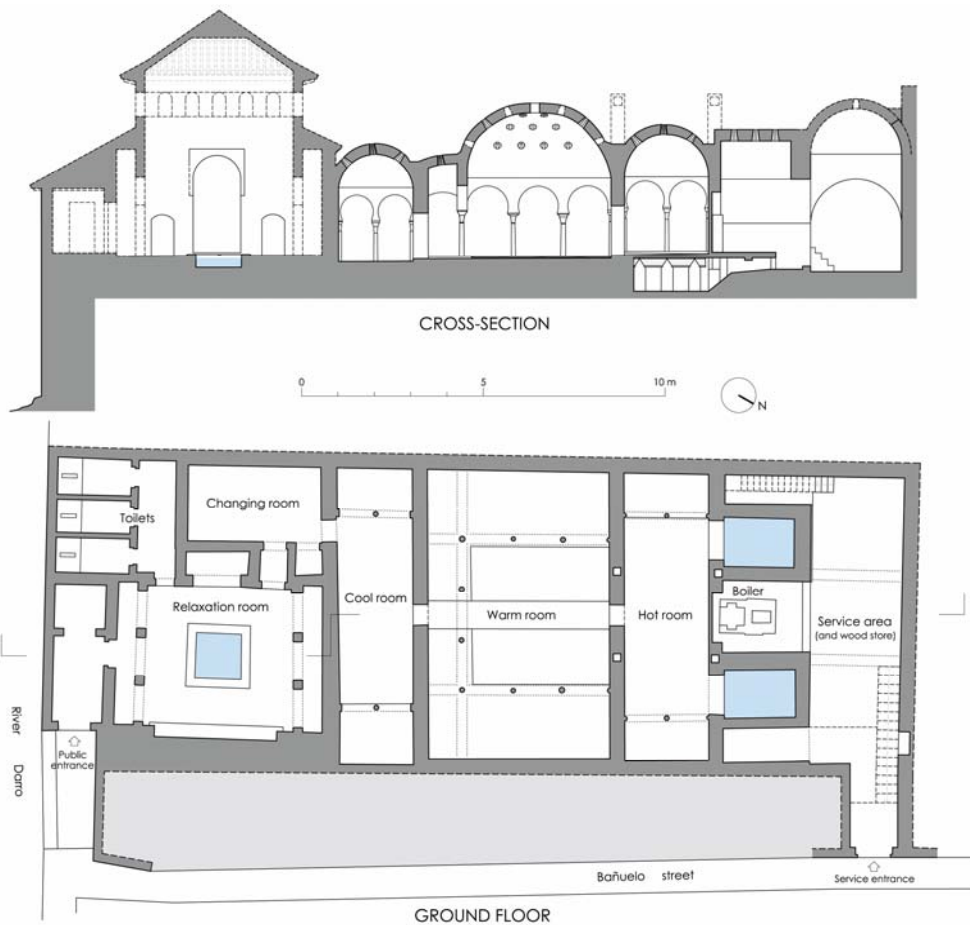 CROSS-SECTION
0 5 10 m
N
Changing room
Toilets
Relaxation room
Cool room
Warm room
Hot room
Boiler
Service area
(and wood store)
River Darro
Public
entrance
Bañuelo street
Service entrance
GROUND FLOOR